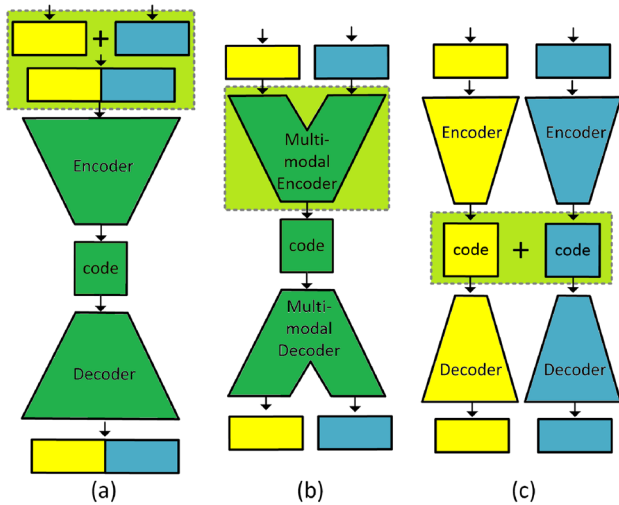 +
Encoder
code
Decoder
(a)
Multi-
modal
Encoder
code
Multi-
modal
Decoder
(b)
Encoder
Encoder
code + code
Decoder
Decoder
(c)